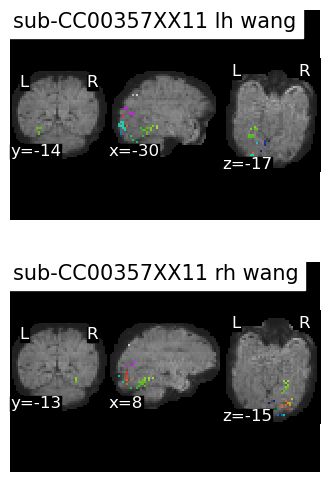 sub-CC00357XX11 lh wang
L R L R
y=-14 x=-30 z=-17
sub-CC00357XX11 rh wang
L R L R
y=-13 x=8 z=-15